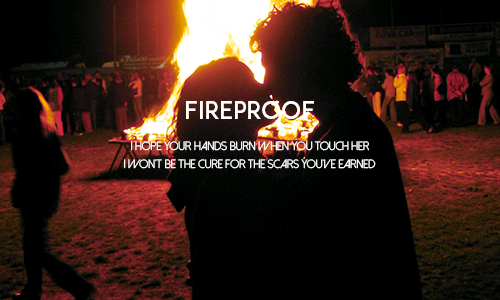 FIREPROOF
I HOPE YOUR HANDS BURN WHEN YOU TOUCH HER
I WON'T BE THE CURE FOR THE SCARS YOU'VE EARNED